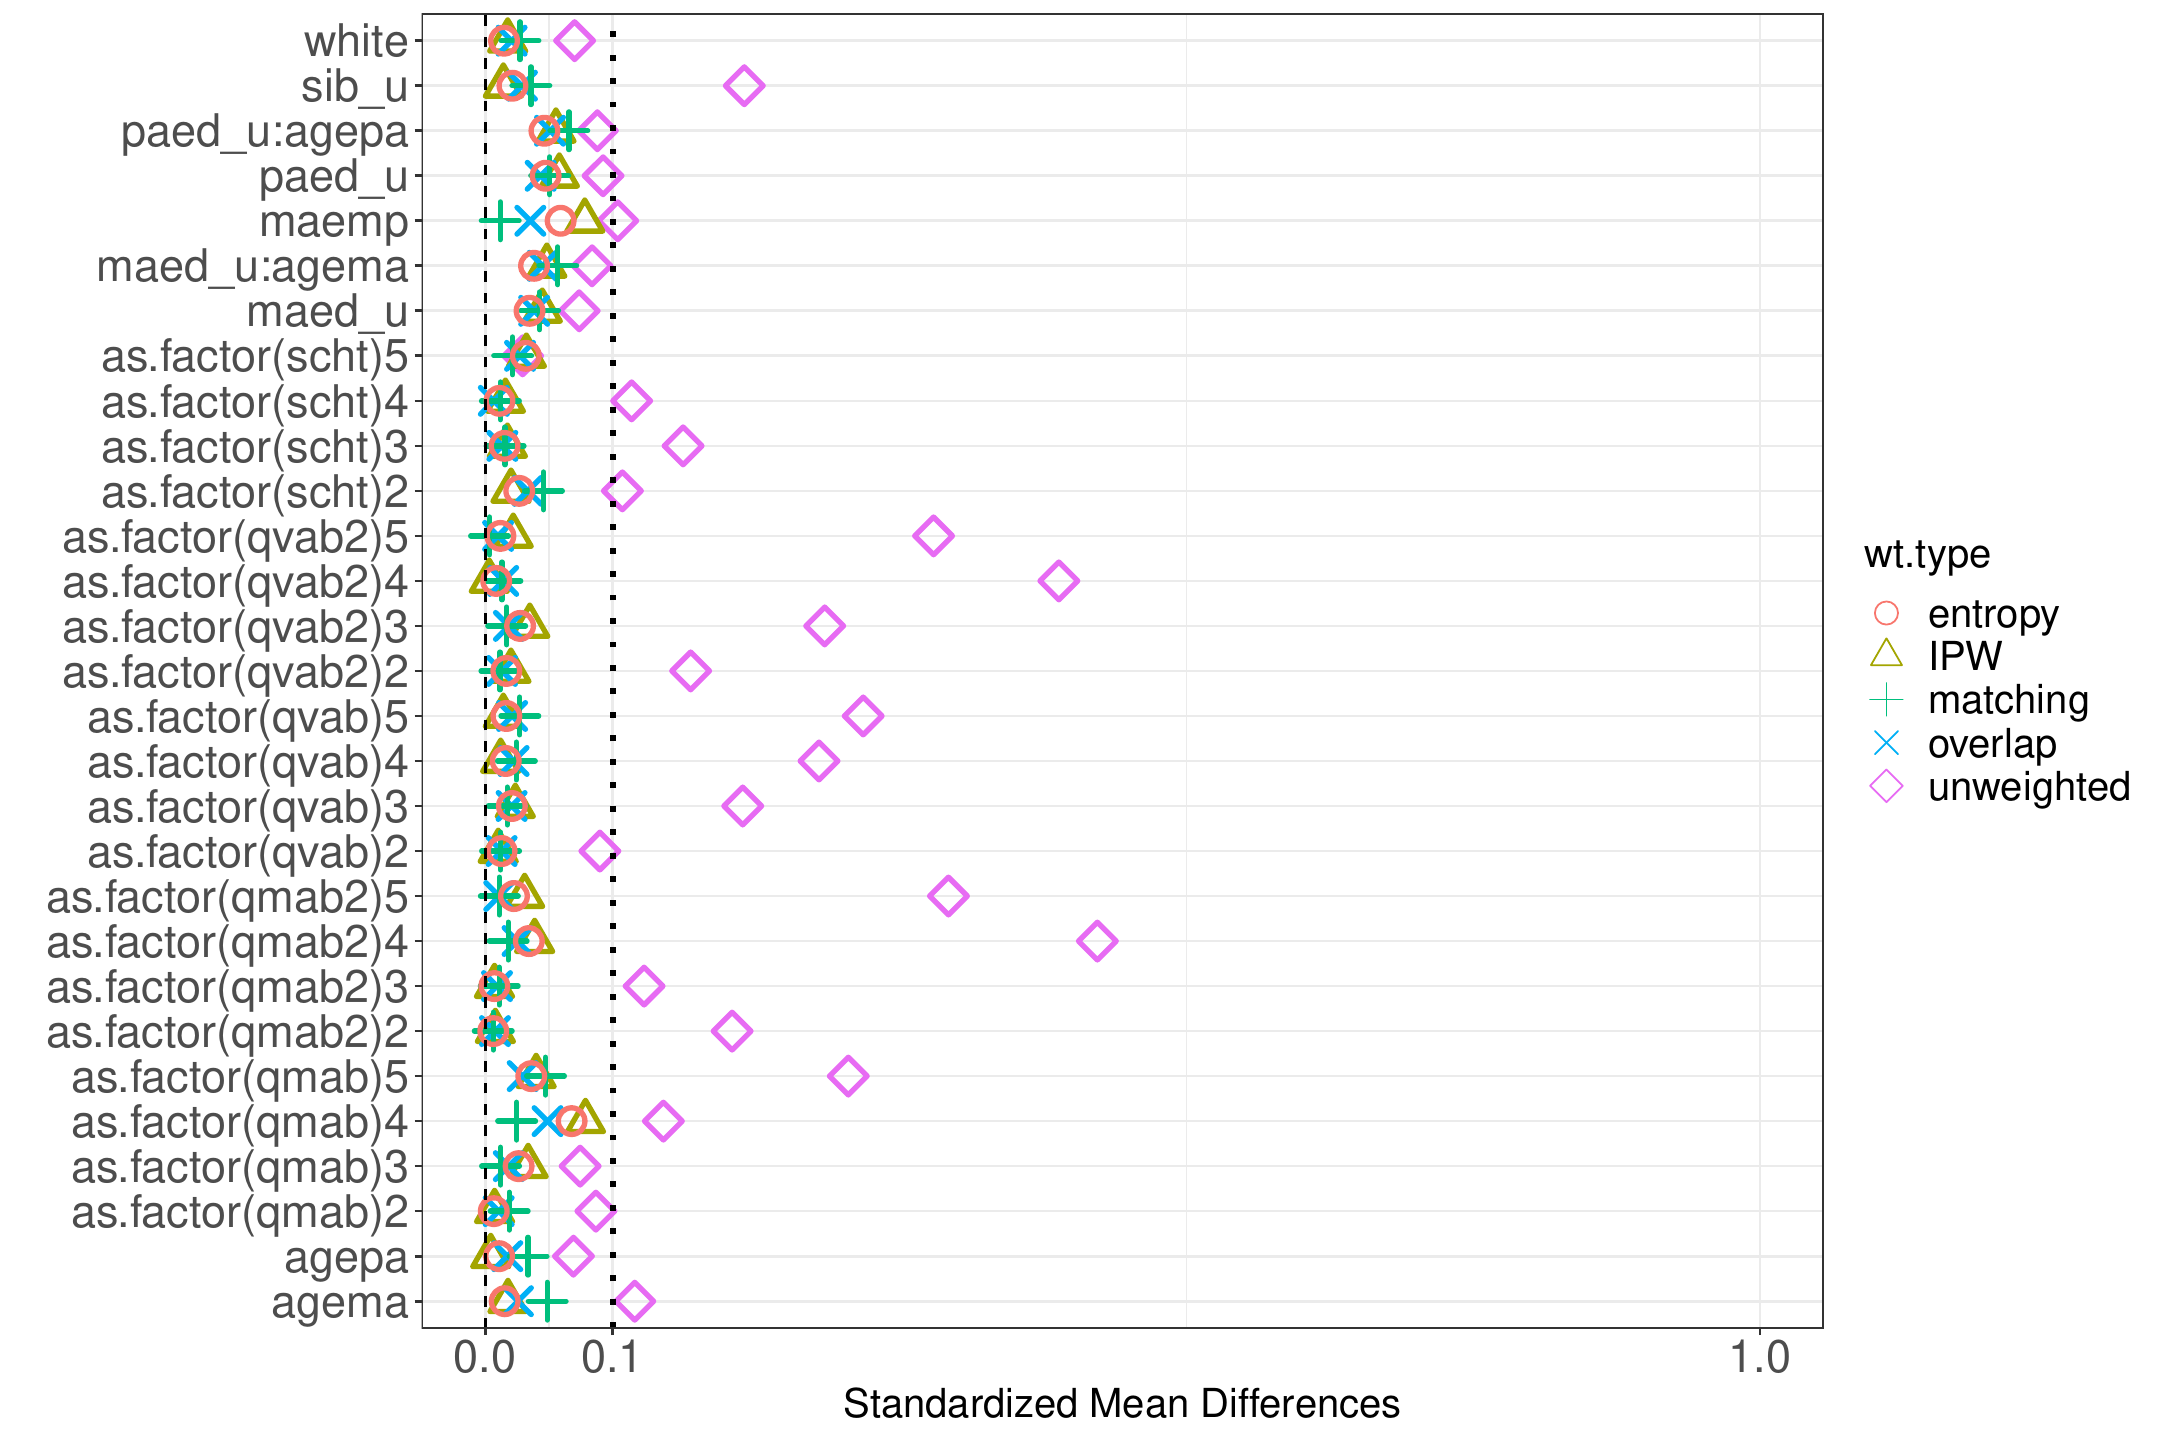 white
sib_u
paed_u:agepa
paed_u
maemp
maed_u:agema
maed_u
as.factor(scht)5
as.factor(scht)4
as.factor(scht)3
as.factor(scht)2
as.factor(qvab2)5
as.factor(qvab2)4
as.factor(qvab2)3
as.factor(qvab2)2
as.factor(qvab)5
as.factor(qvab)4
as.factor(qvab)3
as.factor(qvab)2
as.factor(qmab2)5
as.factor(qmab2)4
as.factor(qmab2)3
as.factor(qmab2)2
as.factor(qmab)5
as.factor(qmab)4
as.factor(qmab)3
as.factor(qmab)2
agepa
agema
0.0 0.1 1.0
Standardized Mean Differences
wt.type
entropy
IPW
matching
overlap
unweighted